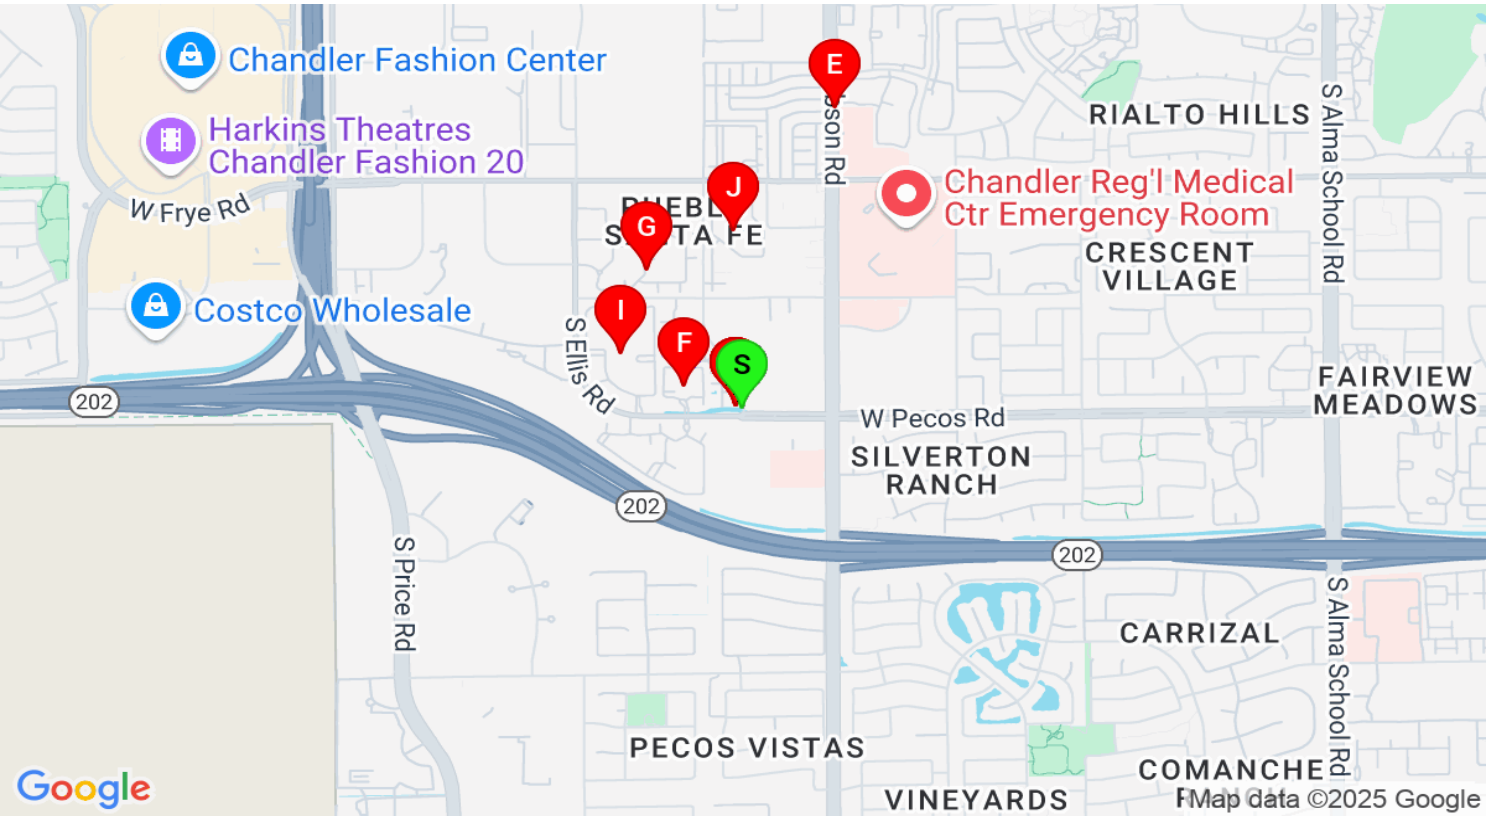 Chandler Fashion Center
Harkins Theatres
Chandler Fashion 20
W Frye Rd
Costco Wholesale
E
RIALTO HILLS
S Alma School Rd
J
Rd
Chandler Reg'l Medical
Ctr Emergency Room
G
FE
CRESCENT
VILLAGE
I
F
S
S Ellis Rd
202
W Pecos Rd
FAIRVIEW
MEADOWS
SILVERTON
RANCH
202
202
S Price Rd
S Alma School Rd
CARRIZAL
PECOS VISTAS
VINEYARDS
COMANCHE
Google
Map data ©2025 Google